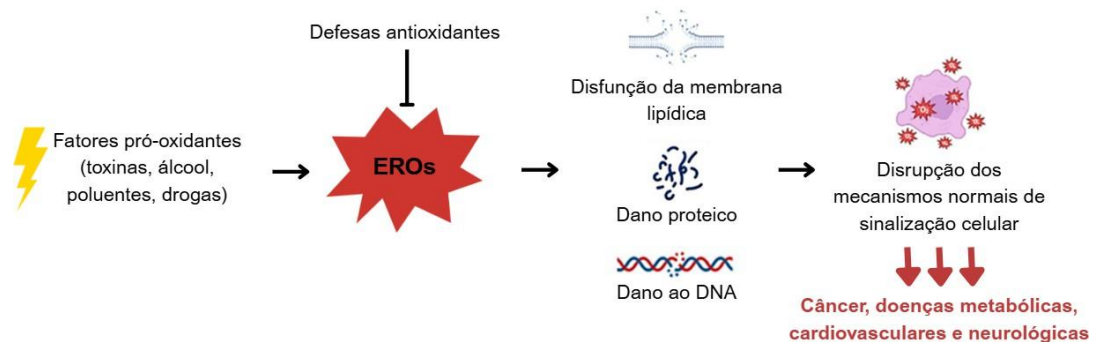 Defesas antioxidantes
Fatores pró-oxidantes
(toxinas, álcool,
poluentes, drogas)
EROs
Disfunção da membrana
lipídica
Dano proteico
Dano ao DNA
Disrupção dos
mecanismos normais de
sinalização celular
Câncer, doenças metabólicas,
cardiovasculares e neurológicas